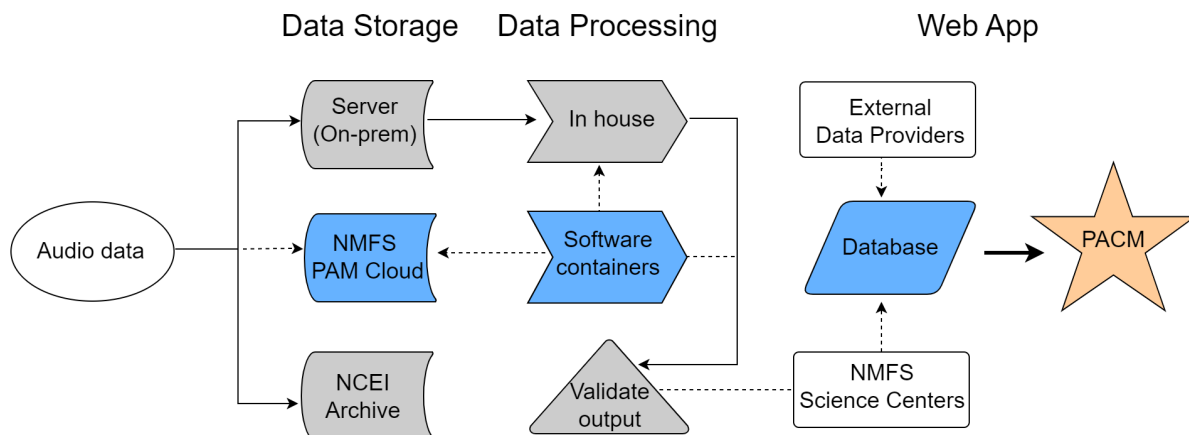 Data Storage
Data Processing
Web App
Audio data
Server
(On-prem)
In house
External
Data Providers
NMFS
PAM Cloud
Software
containers
Database
PACM
NCEI
Archive
Validate
output
NMFS
Science Centers